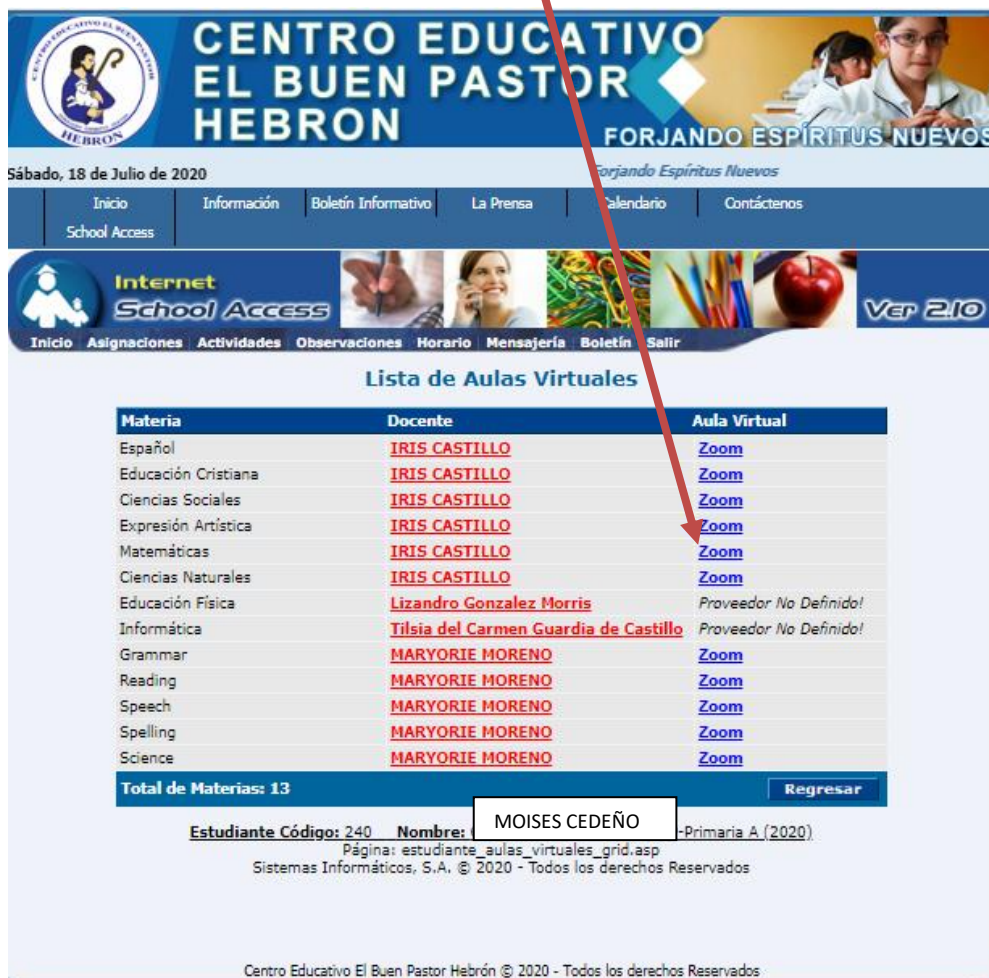 CENTRO EDUCATIVO EL BUEN PASTOR
HEBRON
CENTRO EDUCATIVO
EL BUEN PASTOR
HEBRON
FORJANDO ESPÍRITUS NUEVOS
Sábado, 18 de Julio de 2020
Forjando Espíritus Nuevos
Inicio Información Boletín Informativo La Prensa Calendario Contáctenos
School Access
Internet
School Access
Ver 2.10
Inicio Asignaciones Actividades Observaciones Horario Mensajería Boletín Salir
Lista de Aulas Virtuales
Materia Docente Aula Virtual
Español IRIS CASTILLO Zoom
Educación Cristiana IRIS CASTILLO Zoom
Ciencias Sociales IRIS CASTILLO Zoom
Expresión Artística IRIS CASTILLO Zoom
Matemáticas IRIS CASTILLO Zoom
Ciencias Naturales IRIS CASTILLO Zoom
Educación Física Lizandro Gonzalez Morris Proveedor No Definido!
Informática Tilsia del Carmen Guardia de Castillo Proveedor No Definido!
Grammar MARYORIE MORENO Zoom
Reading MARYORIE MORENO Zoom
Speech MARYORIE MORENO Zoom
Spelling MARYORIE MORENO Zoom
Science MARYORIE MORENO Zoom
Total de Materias: 13 Regresar
Estudiante Código: 240 Nombre: MOISES CEDEÑO -Primaria A (2020)
Página: estudiante_aulas_virtuales_grid.asp
Sistemas Informáticos, S.A. © 2020 - Todos los derechos Reservados
Centro Educativo El Buen Pastor Hebrón © 2020 - Todos los derechos Reservados